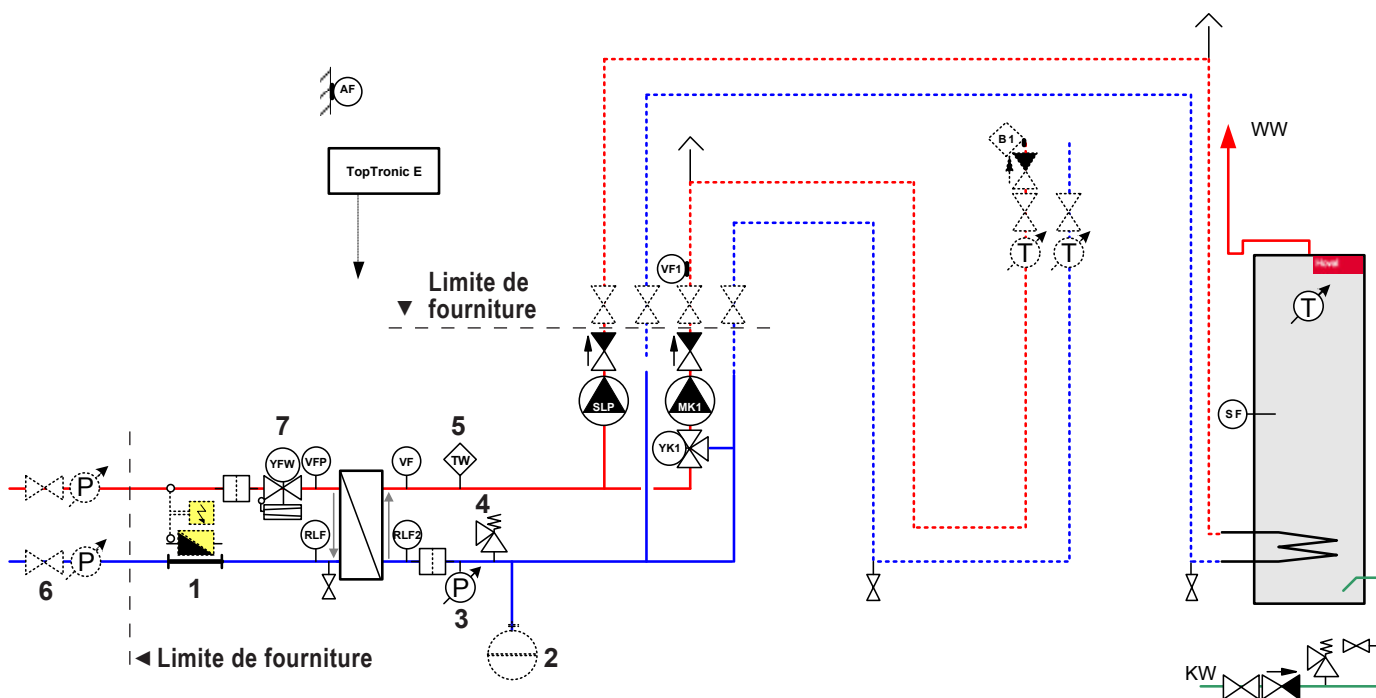 AF
WW
B1
TopTronic E
T
T
VF1
Hoval
Limite de
▼ fourniture
T
SLP
MK1
SF
7
5
YFW
VFP
VF
TW
YK1
P
4
RLF
RLF2
P
6
1
P
3
2
◄ Limite de fourniture
KW